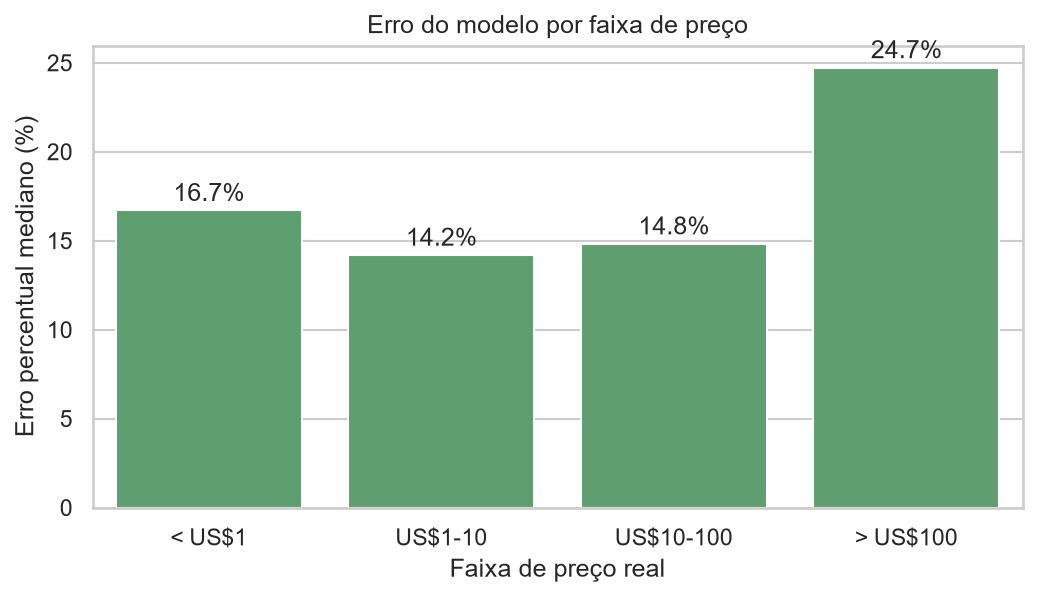 Erro do modelo por faixa de preço
Erro percentual mediano (%)
25
20
15
10
5
0
16.7%
14.2%
14.8%
24.7%
< US$1
US$1-10
US$10-100
> US$100
Faixa de preço real